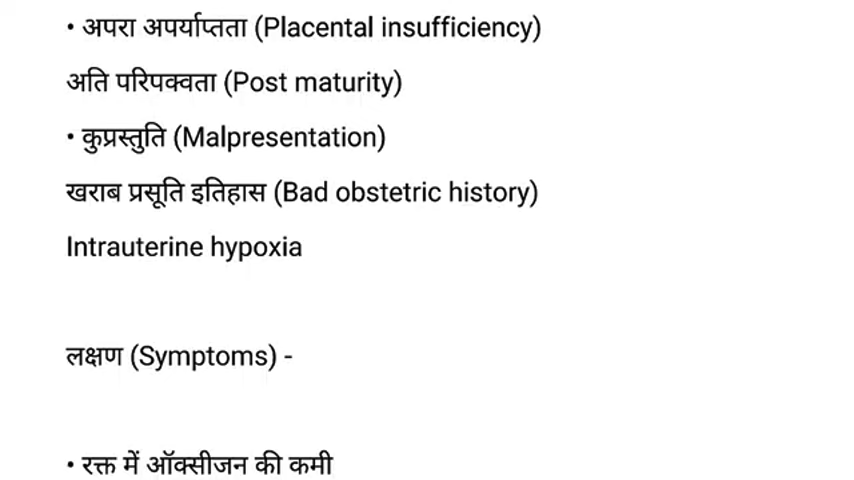 • अपरा अपर्याप्तता (Placental insufficiency)
अति परिपक्वता (Post maturity)
• कुप्रस्तुति (Malpresentation)
खराब प्रसूति इतिहास (Bad obstetric history)
Intrauterine hypoxia
लक्षण (Symptoms) -
• रक्त में ऑक्सीजन की कमी